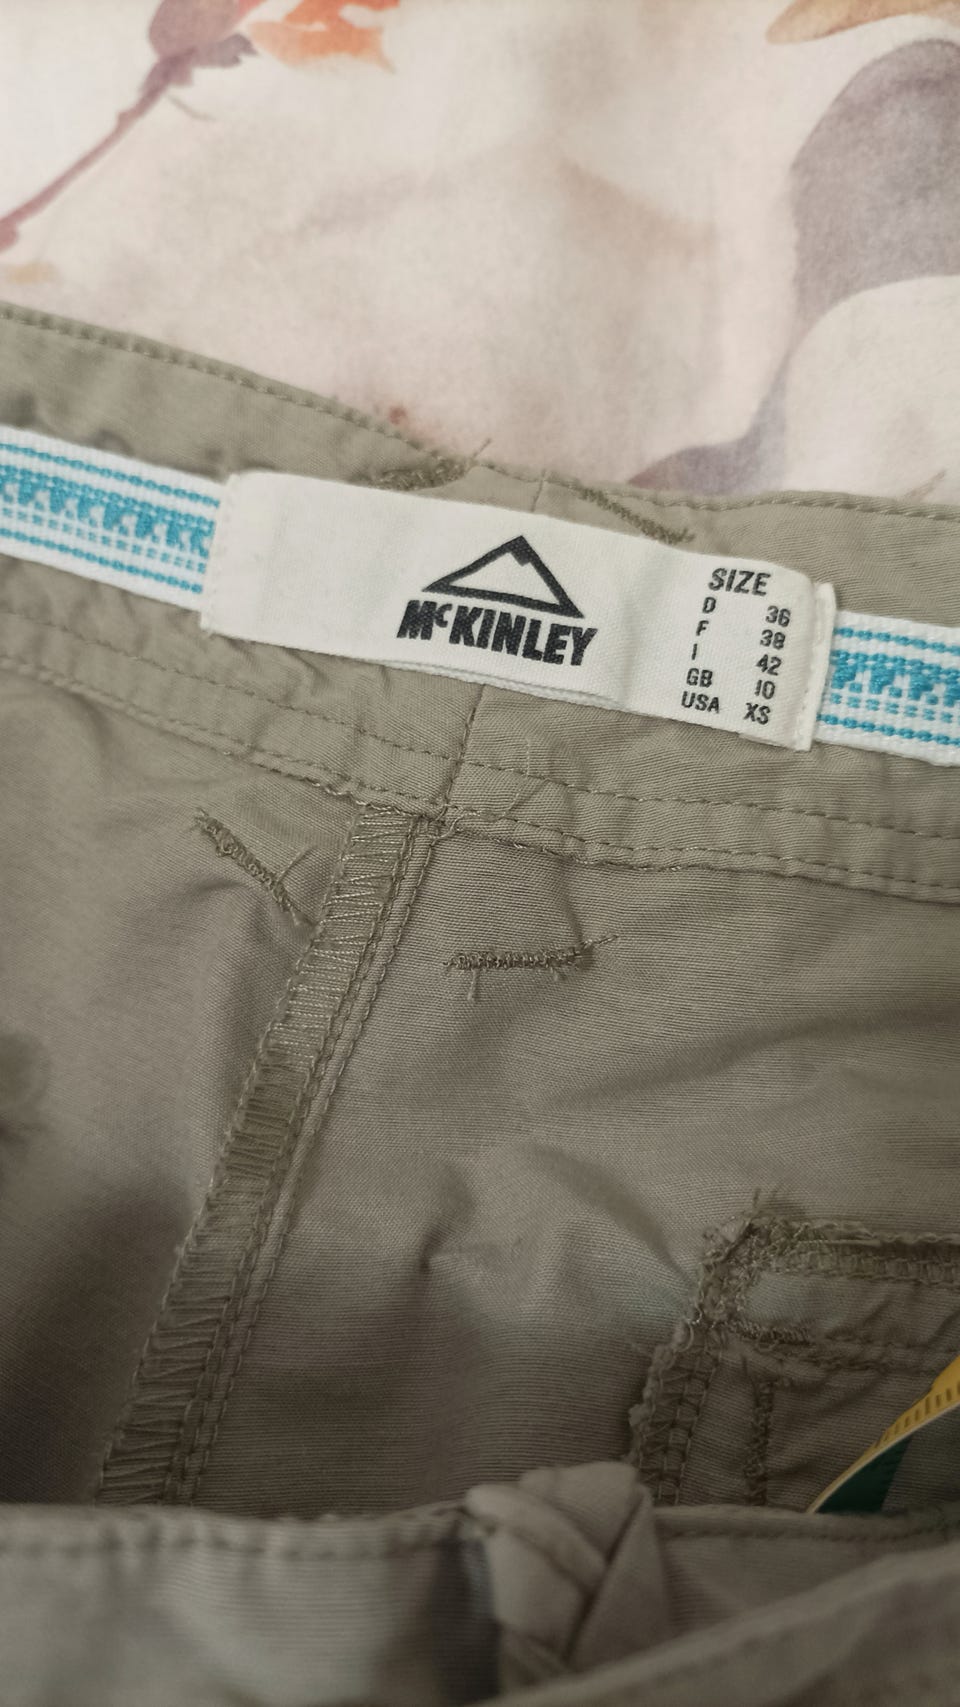 McKINLEY
SIZE
D 36
F 38
I 42
GB 10
USA XS